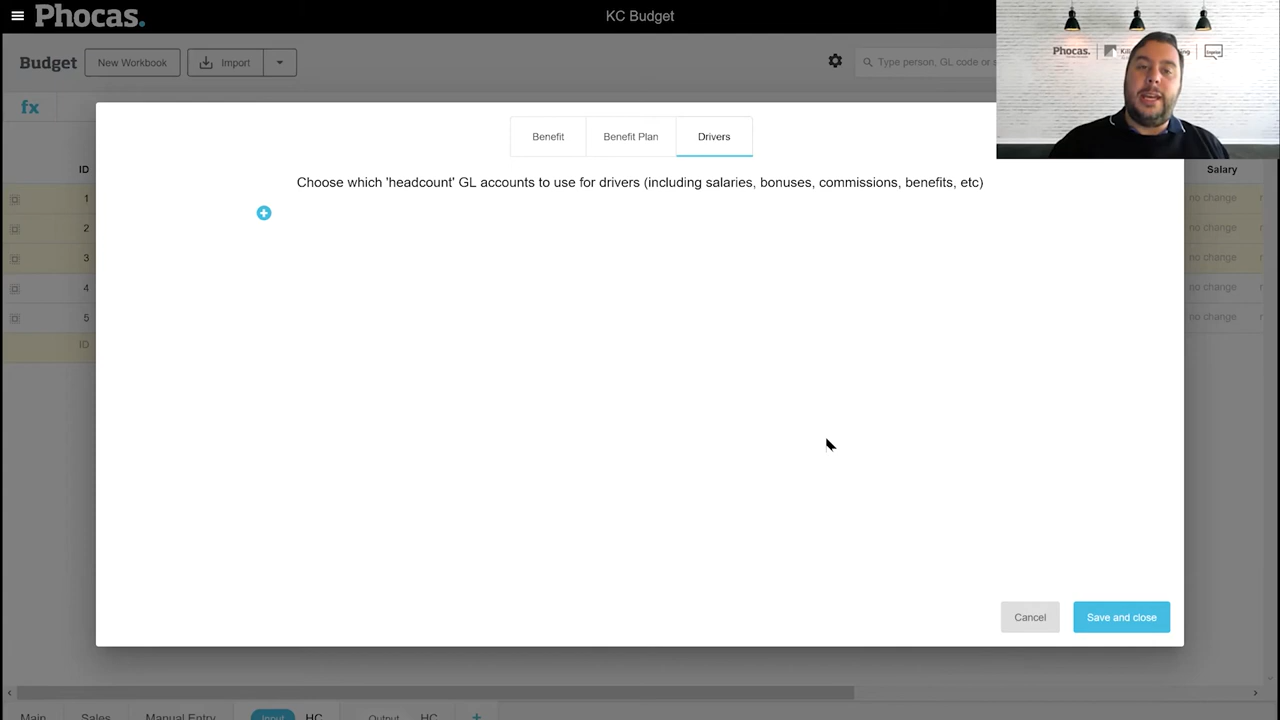 Phocas.
KC Budget
Budget
New Workbook
Import
Type person, GL code or
Phocas.
fx
Benefit
Benefit Plan
Drivers
ID
Salary
Choose which 'headcount' GL accounts to use for drivers (including salaries, bonuses, commissions, benefits, etc)
1
no change
2
no change
3
no change
4
no change
5
no change
ID
Cancel
Save and close
Main
Sales
Manual Entry
Input
HC
Output
HC